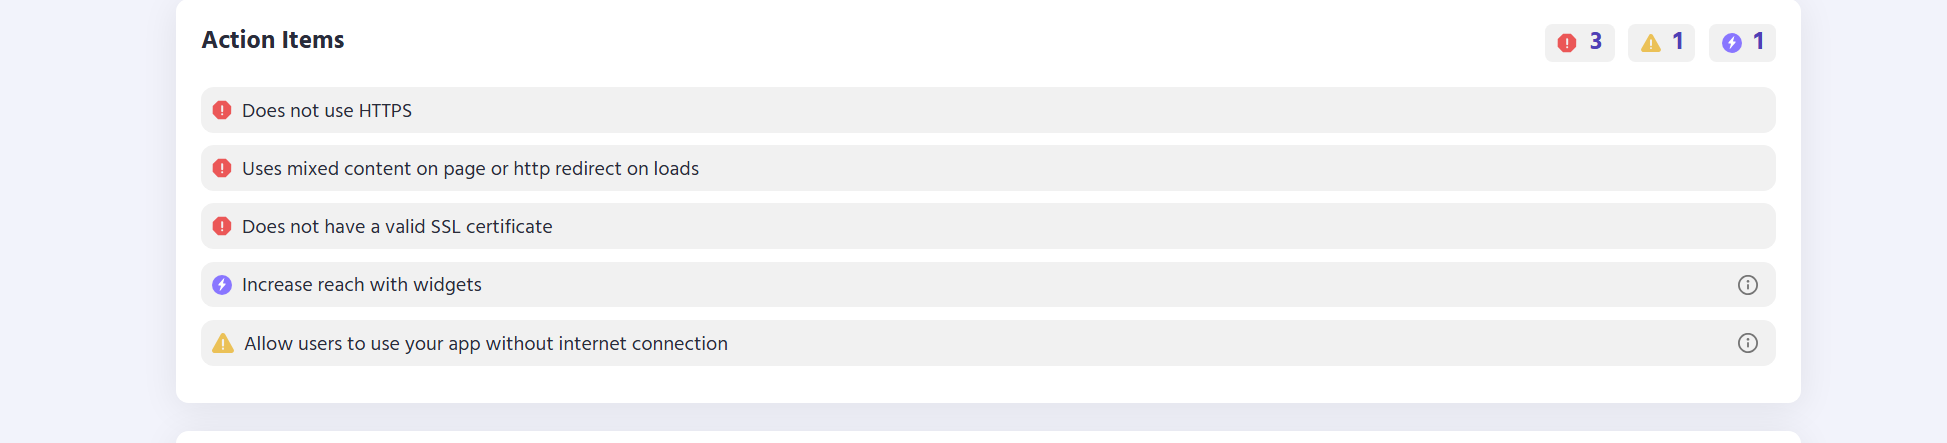 Action Items
3 1 1
Does not use HTTPS
Uses mixed content on page or http redirect on loads
Does not have a valid SSL certificate
Increase reach with widgets
Allow users to use your app without internet connection